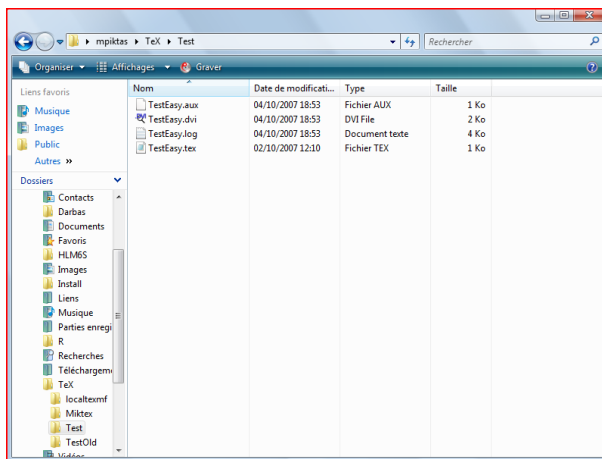 mpiktas ▸ TeX ▸ Test
Rechercher
Organiser Affichages Graver
Liens favoris
Musique
Images
Public
Autres »
Dossiers
Contacts
Darbas
Documents
Favoris
HLM6S
Images
Install
Liens
Musique
Parties enregi
R
Recherches
Téléchargem
TeX
localtexmf
Miktex
Test
TestOld
Vidéos
Nom Date de modificati... Type Taille
TestEasy.aux 04/10/2007 18:53 Fichier AUX 1 Ko
TestEasy.dvi 04/10/2007 18:53 DVI File 2 Ko
TestEasy.log 04/10/2007 18:53 Document texte 4 Ko
TestEasy.tex 02/10/2007 12:10 Fichier TEX 1 Ko